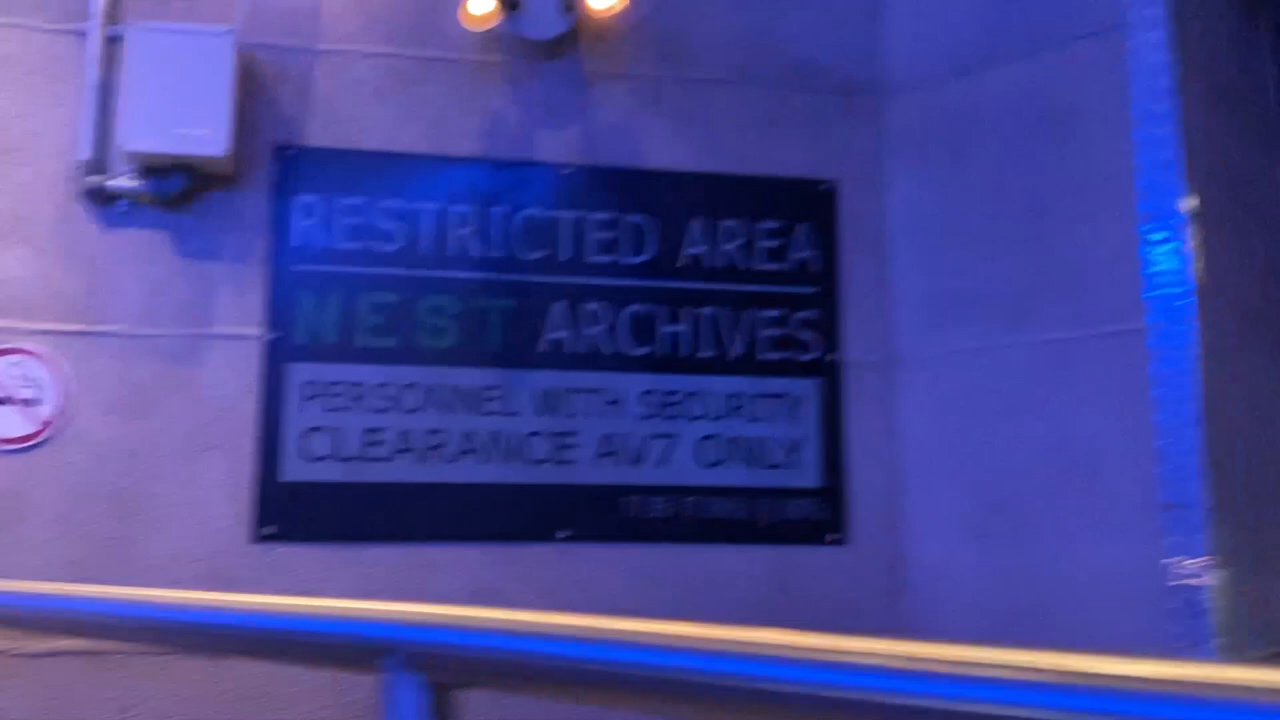 RESTRICTED AREA
NEST ARCHIVES
PERSONNEL WITH SECURITY
CLEARANCE AV7 ONLY